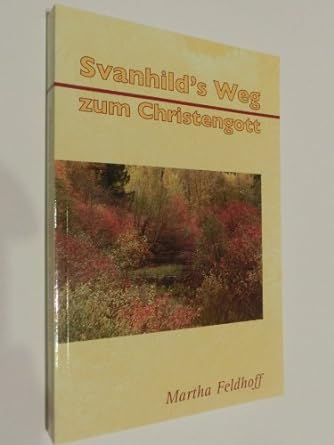 Svanhild's Weg
zum Christengott
Martha Feldhoff